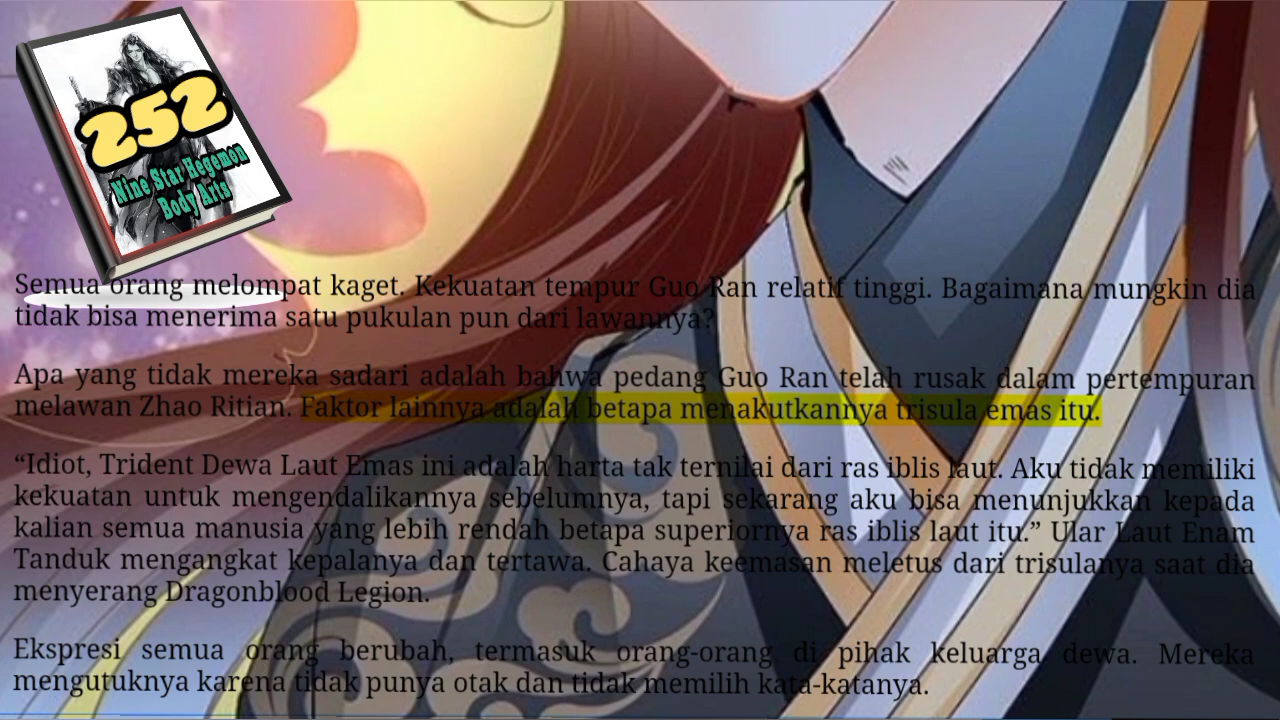 252
Nine Star Hegemon
Body Arts
Semua orang melompat kaget. Kekuatan tempur Guo Ran relatif tinggi. Bagaimana mungkin dia
tidak bisa menerima satu pukulan pun dari lawannya?
Apa yang tidak mereka sadari adalah bahwa pedang Guo Ran telah rusak dalam pertempuran
melawan Zhao Ritian. Faktor lainnya adalah betapa menakutkannya trisula emas itu.
“Idiot, Trident Dewa Laut Emas ini adalah harta tak ternilai dari ras iblis laut. Aku tidak memiliki
kekuatan untuk mengendalikannya sebelumnya, tapi sekarang aku bisa menunjukkan kepada
kalian semua manusia yang lebih rendah betapa superiornya ras iblis laut itu.” Ular Laut Enam
Tanduk mengangkat kepalanya dan tertawa. Cahaya keemasan meletus dari trisulanya saat dia
menyerang Dragonblood Legion.
Ekspresi semua orang berubah, termasuk orang-orang di pihak keluarga dewa. Mereka
mengutuknya karena tidak punya otak dan tidak memilih kata-katanya.